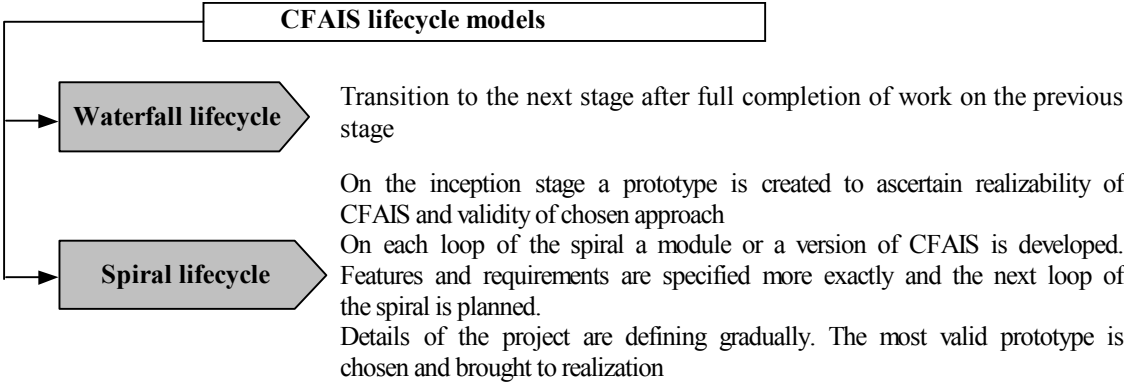 CFAIS lifecycle models
Waterfall lifecycle
Transition to the next stage after full completion of work on the previous
stage
Spiral lifecycle
On the inception stage a prototype is created to ascertain realizability of
CFAIS and validity of chosen approach
On each loop of the spiral a module or a version of CFAIS is developed.
Features and requirements are specified more exactly and the next loop of
the spiral is planned.
Details of the project are defining gradually. The most valid prototype is
chosen and brought to realization